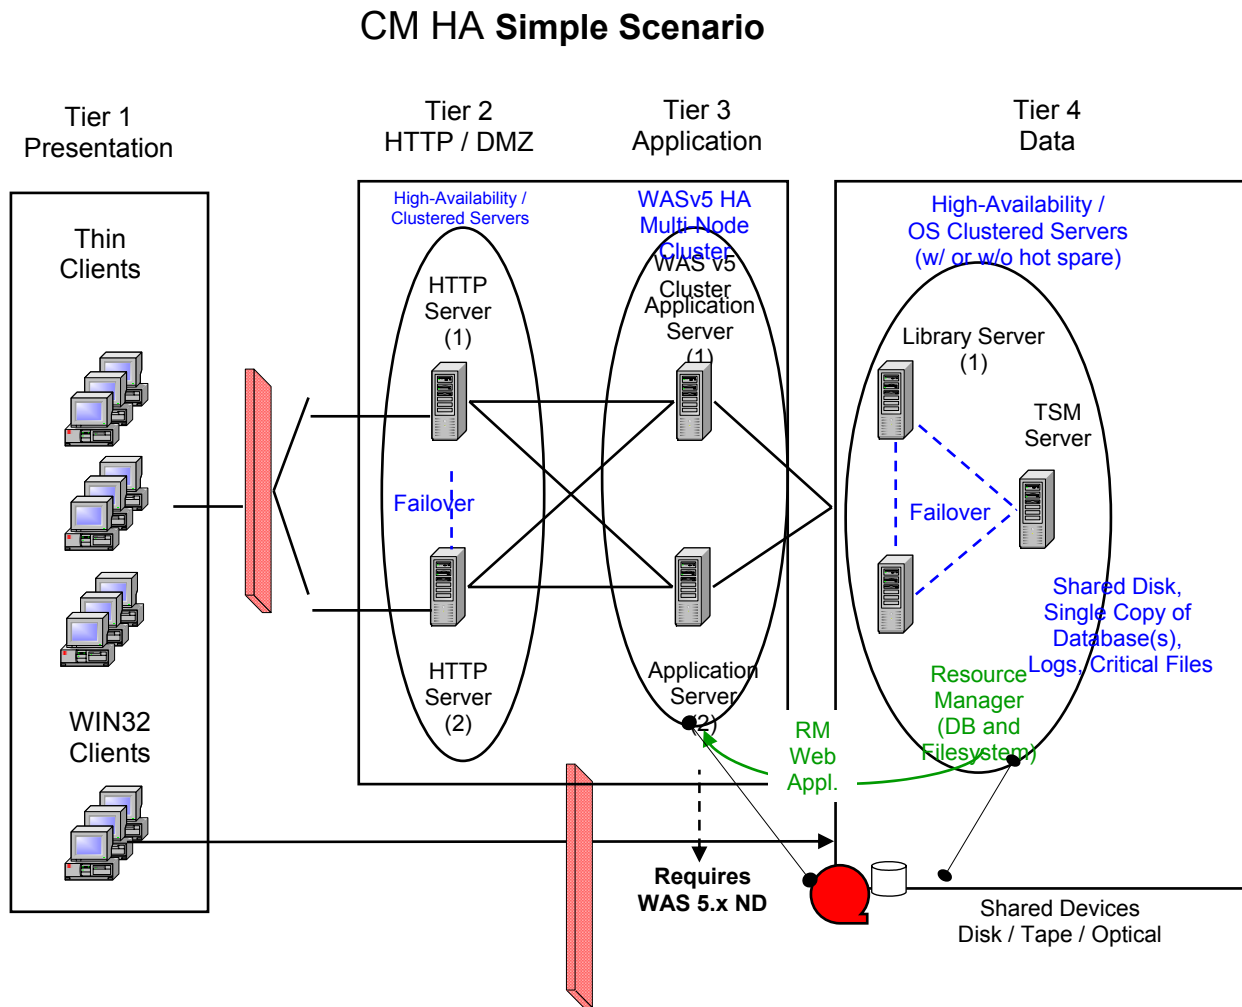 CM HA Simple Scenario
Tier 1
Presentation
Tier 2
HTTP / DMZ
Tier 3
Application
Tier 4
Data
Thin
Clients
WIN32
Clients
High-Availability /
Clustered Servers
HTTP
Server
(1)
Failover
HTTP
Server
(2)
WASv5 HA
Multi-Node
Cluster
WAS v5
Cluster
Application
Server
(1)
Application
Server
(2)
Requires
WAS 5.x ND
RM
Web
Appl.
High-Availability /
OS Clustered Servers
(w/ or w/o hot spare)
Library Server
(1)
TSM
Server
Failover
Shared Disk,
Single Copy of
Database(s),
Logs, Critical Files
Resource
Manager
(DB and
Filesystem)
Shared Devices
Disk / Tape / Optical